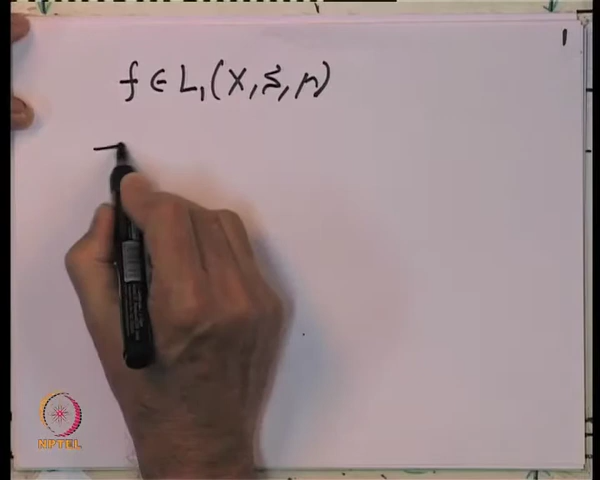 1
f ∈ L₁(X, S, μ)
NPTEL